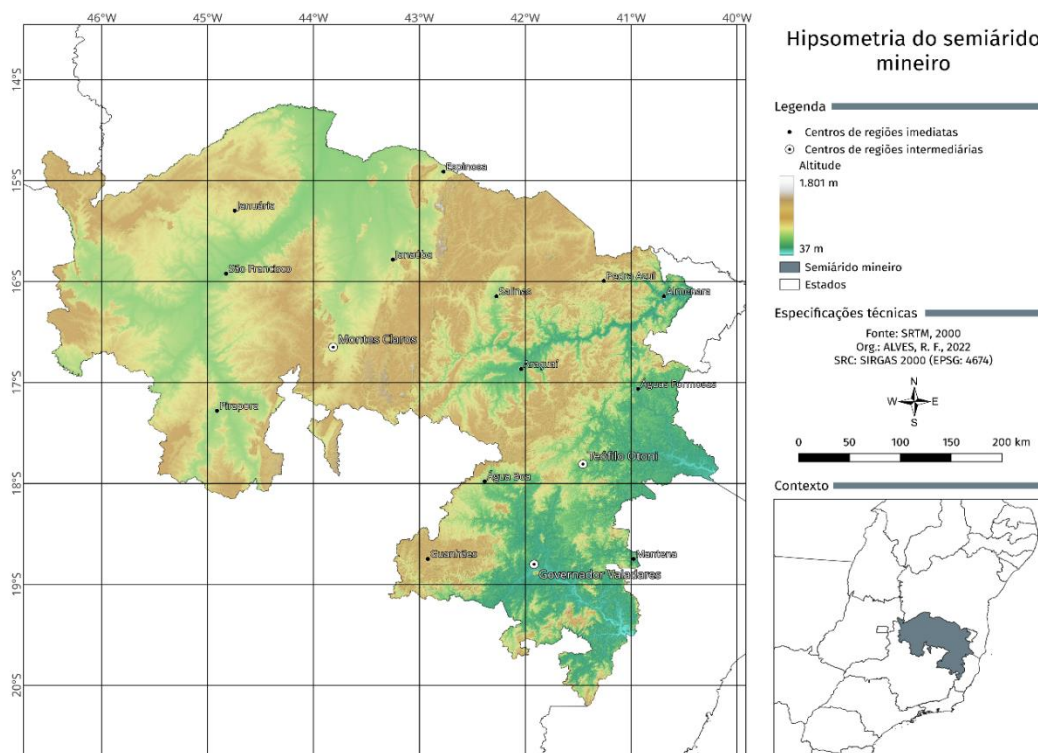 46°W 45°W 44°W 43°W 42°W 41°W 40°W
14°S
15°S
16°S
17°S
18°S
19°S
20°S
Espinosa
Januária
São Francisco
Janaúba
Pedra Azul
Salinas
Almenara
Montes Claros
Araçuaí
Águas Formosas
Pirapora
Teófilo Otoni
Água Boa
Guanhães
Mantena
Governador Valadares
Hipsometria do semiárido
mineiro
Legenda
Centros de regiões imediatas
Centros de regiões intermediárias
Altitude
1.801 m
37 m
Semiárido mineiro
Estados
Especificações técnicas
Fonte: SRTM, 2000
Org.: ALVES, R. F., 2022
SRC: SIRGAS 2000 (EPSG: 4674)
N
W E
S
0 50 100 150 200 km
Contexto